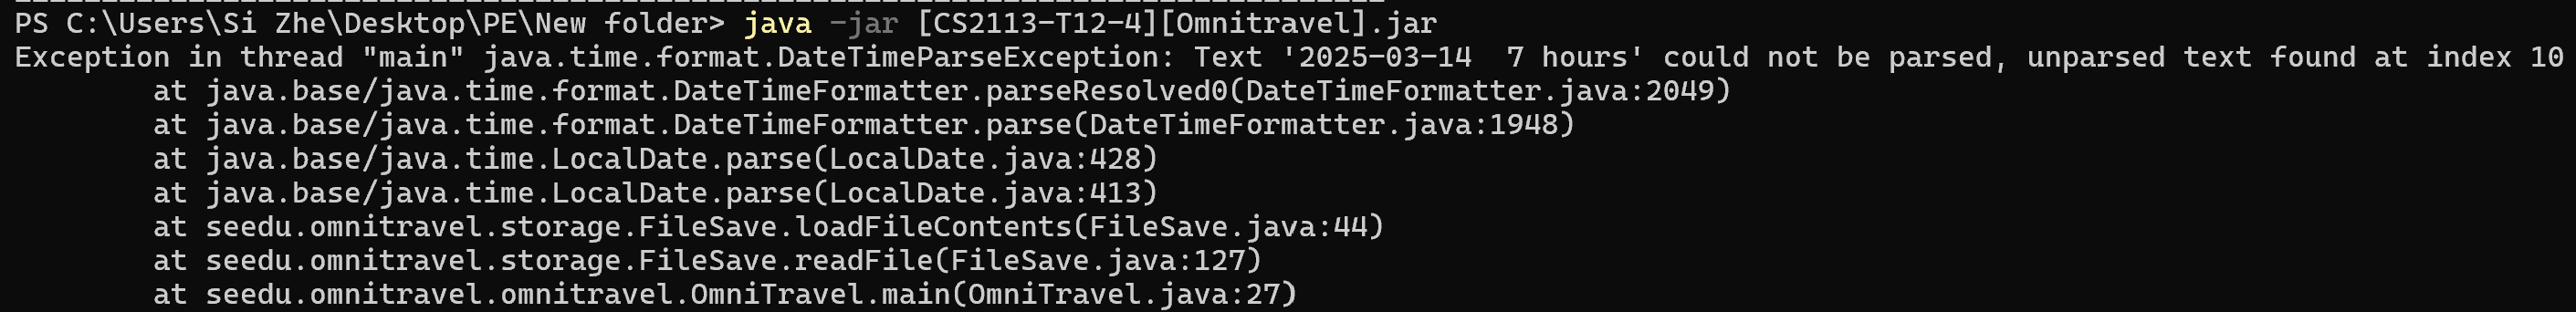 PS C:\Users\Si Zhe\Desktop\PE\New folder> java -jar [CS2113-T12-4][Omnitravel].jar
Exception in thread "main" java.time.format.DateTimeParseException: Text '2025-03-14  7 hours' could not be parsed, unparsed text found at index 10
        at java.base/java.time.format.DateTimeFormatter.parseResolved0(DateTimeFormatter.java:2049)
        at java.base/java.time.format.DateTimeFormatter.parse(DateTimeFormatter.java:1948)
        at java.base/java.time.LocalDate.parse(LocalDate.java:428)
        at java.base/java.time.LocalDate.parse(LocalDate.java:413)
        at seedu.omnitravel.storage.FileSave.loadFileContents(FileSave.java:44)
        at seedu.omnitravel.storage.FileSave.readFile(FileSave.java:127)
        at seedu.omnitravel.omnitravel.OmniTravel.main(OmniTravel.java:27)